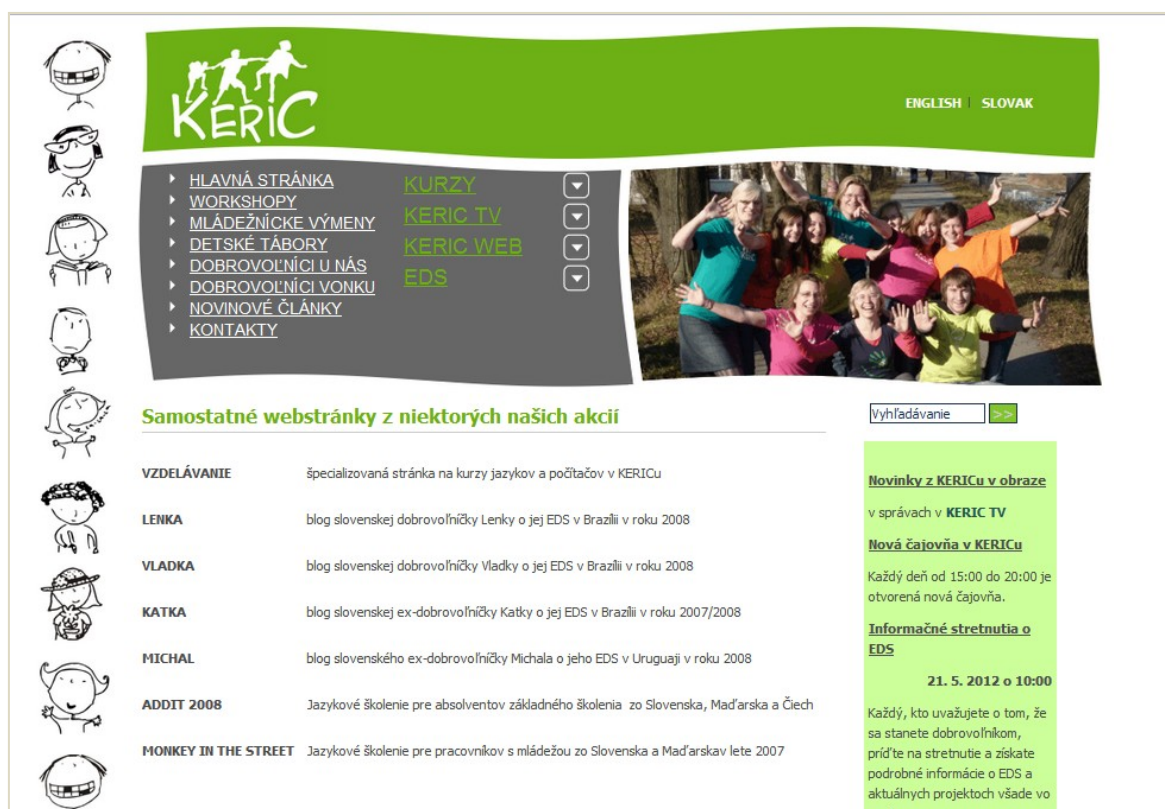 KERIC
ENGLISH | SLOVAK
HLAVNÁ STRÁNKA
WORKSHOPY
MLÁDEŽNÍCKE VÝMENY
DETSKÉ TÁBORY
DOBROVOĽNÍCI U NÁS
DOBROVOĽNÍCI VONKU
NOVINOVÉ ČLÁNKY
KONTAKTY
KURZY
KERIC TV
KERIC WEB
EDS
Samostatné webstránky z niektorých našich akcií
VZDELÁVANIE špecializovaná stránka na kurzy jazykov a počítačov v KERICu
LENKA blog slovenskej dobrovoľníčky Lenky o jej EDS v Brazílii v roku 2008
VLADKA blog slovenskej dobrovoľníčky Vladky o jej EDS v Brazílii v roku 2008
KATKA blog slovenskej ex-dobrovoľníčky Katky o jej EDS v Brazílii v roku 2007/2008
MICHAL blog slovenského ex-dobrovoľníčky Michala o jeho EDS v Uruguaji v roku 2008
ADDIT 2008 Jazykové školenie pre absolventov základného školenia zo Slovenska, Maďarska a Čiech
MONKEY IN THE STREET Jazykové školenie pre pracovníkov s mládežou zo Slovenska a Maďarskav lete 2007
Vyhľadávanie >>
Novinky z KERICu v obraze
v správach v KERIC TV
Nová čajovňa v KERICu
Každý deň od 15:00 do 20:00 je
otvorená nová čajovňa.
Informačné stretnutia o
EDS
21. 5. 2012 o 10:00
Každý, kto uvažujete o tom, že
sa stanete dobrovoľníkom,
príďte na stretnutie a získate
podrobné informácie o EDS a
aktuálnych projektoch všade vo